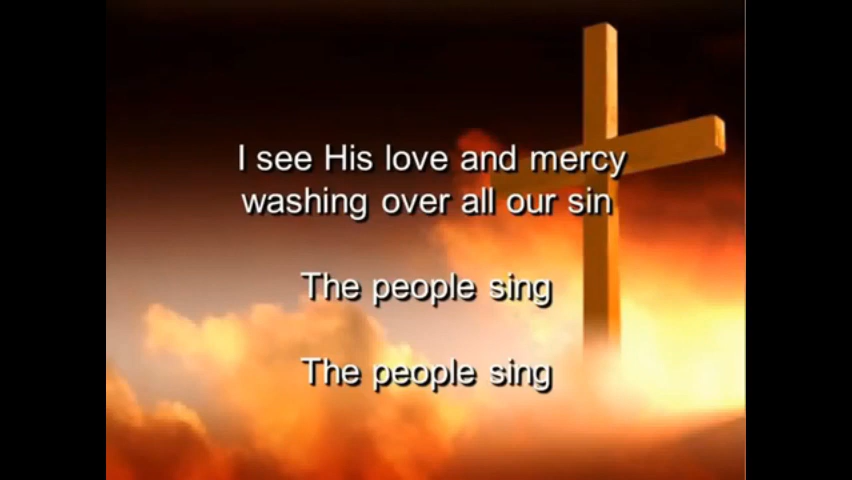 I see His love and mercy
washing over all our sin
The people sing
The people sing